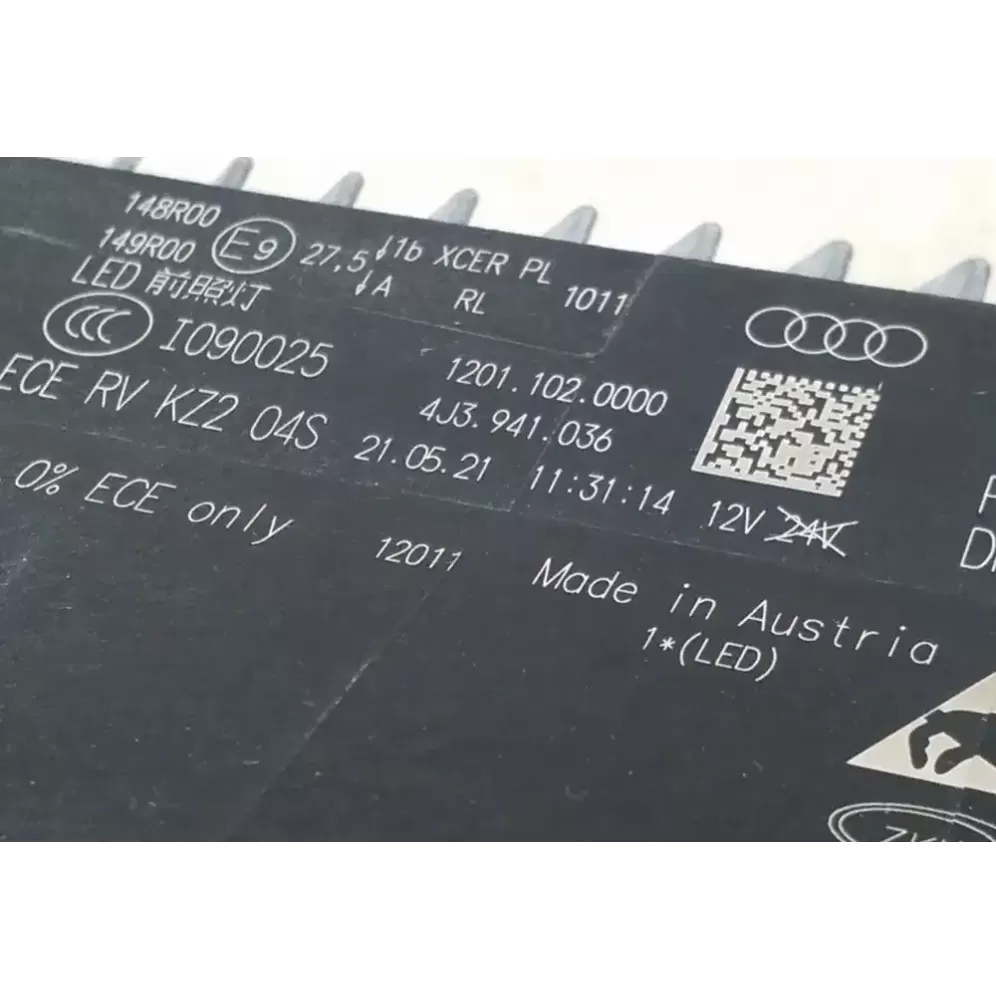 148R00
149R00 E9 27,5 ↓1b XCER PL
↓A RL 1011
LED 前照灯
CCC I090025
1201.102.0000
ECE RV KZ2 04S 4J3.941.036
21.05.21 11:31:14 12V 24V
0% ECE only 12011
Made in Austria
1*(LED)